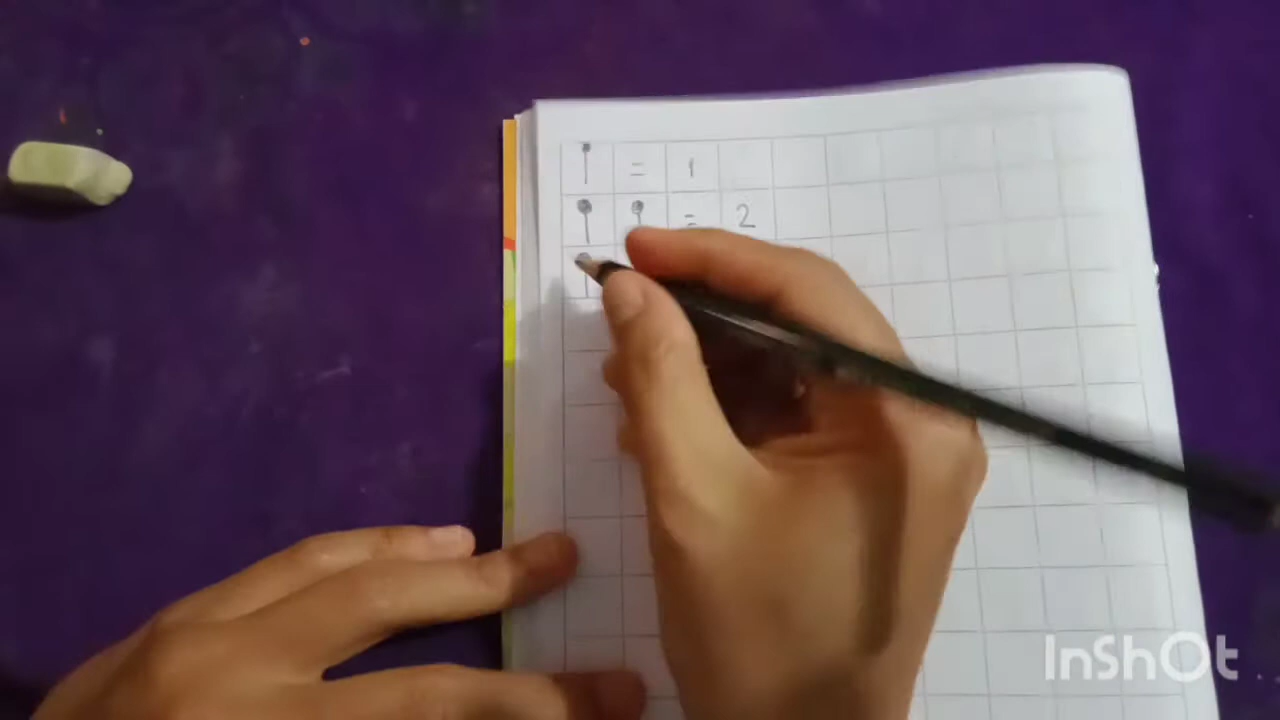 = 1
= 2
InShOt